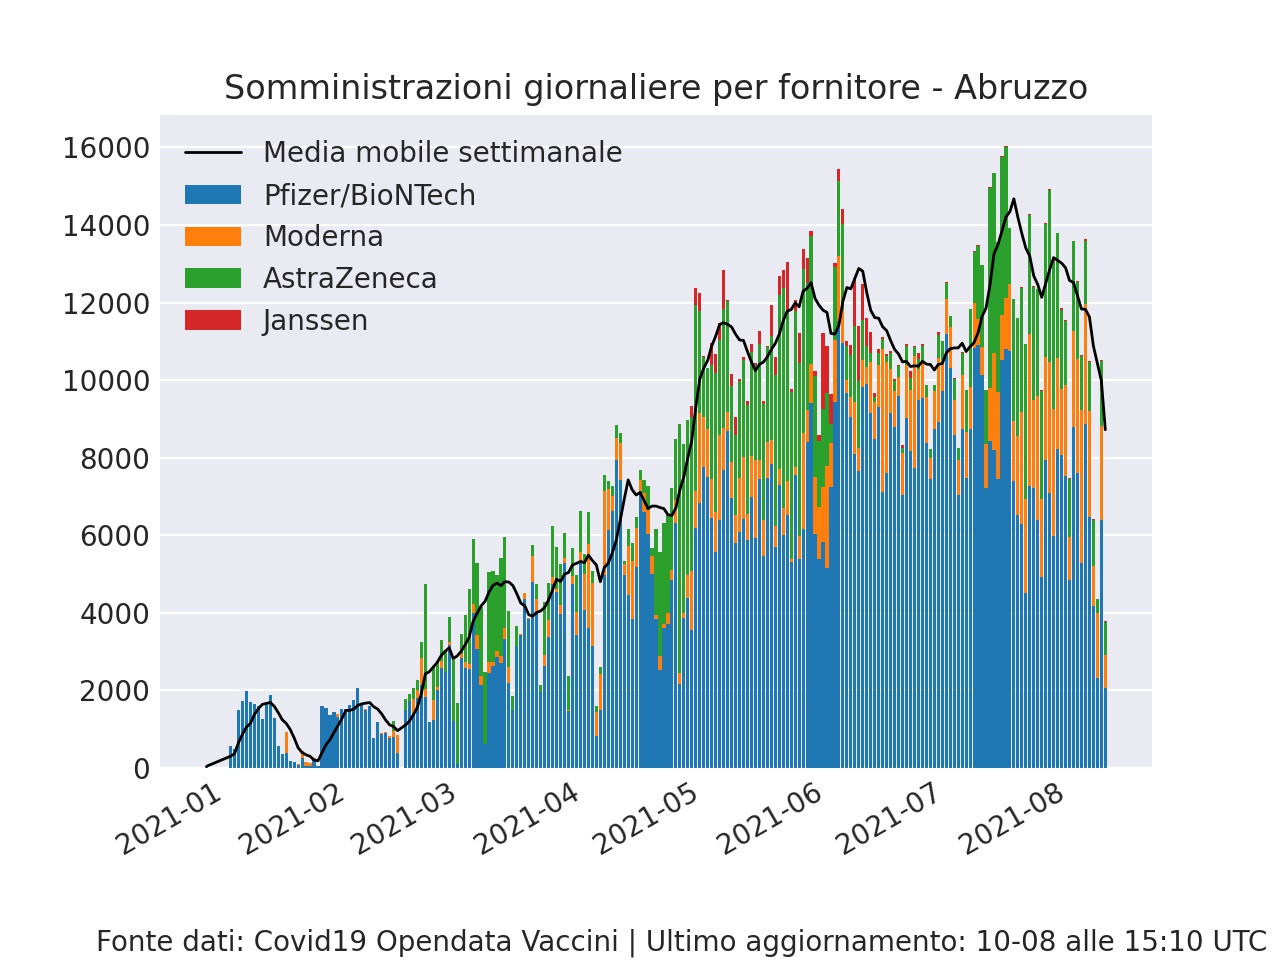 Somministrazioni giornaliere per fornitore - Abruzzo
Media mobile settimanale
Pfizer/BioNTech
Moderna
AstraZeneca
Janssen
16000
14000
12000
10000
8000
6000
4000
2000
0
2021-01
2021-02
2021-03
2021-04
2021-05
2021-06
2021-07
2021-08
Fonte dati: Covid19 Opendata Vaccini | Ultimo aggiornamento: 10-08 alle 15:10 UTC